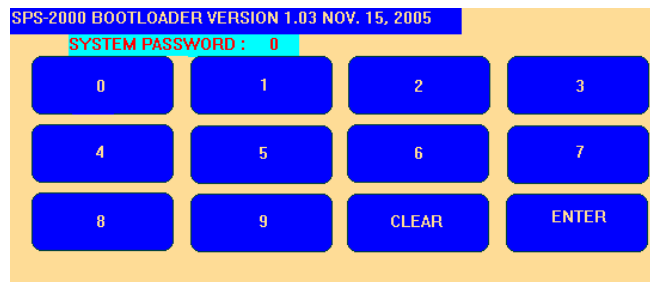 SPS-2000 BOOTLOADER VERSION 1.03 NOV. 15, 2005
SYSTEM PASSWORD : 0
0 1 2 3
4 5 6 7
8 9 CLEAR ENTER